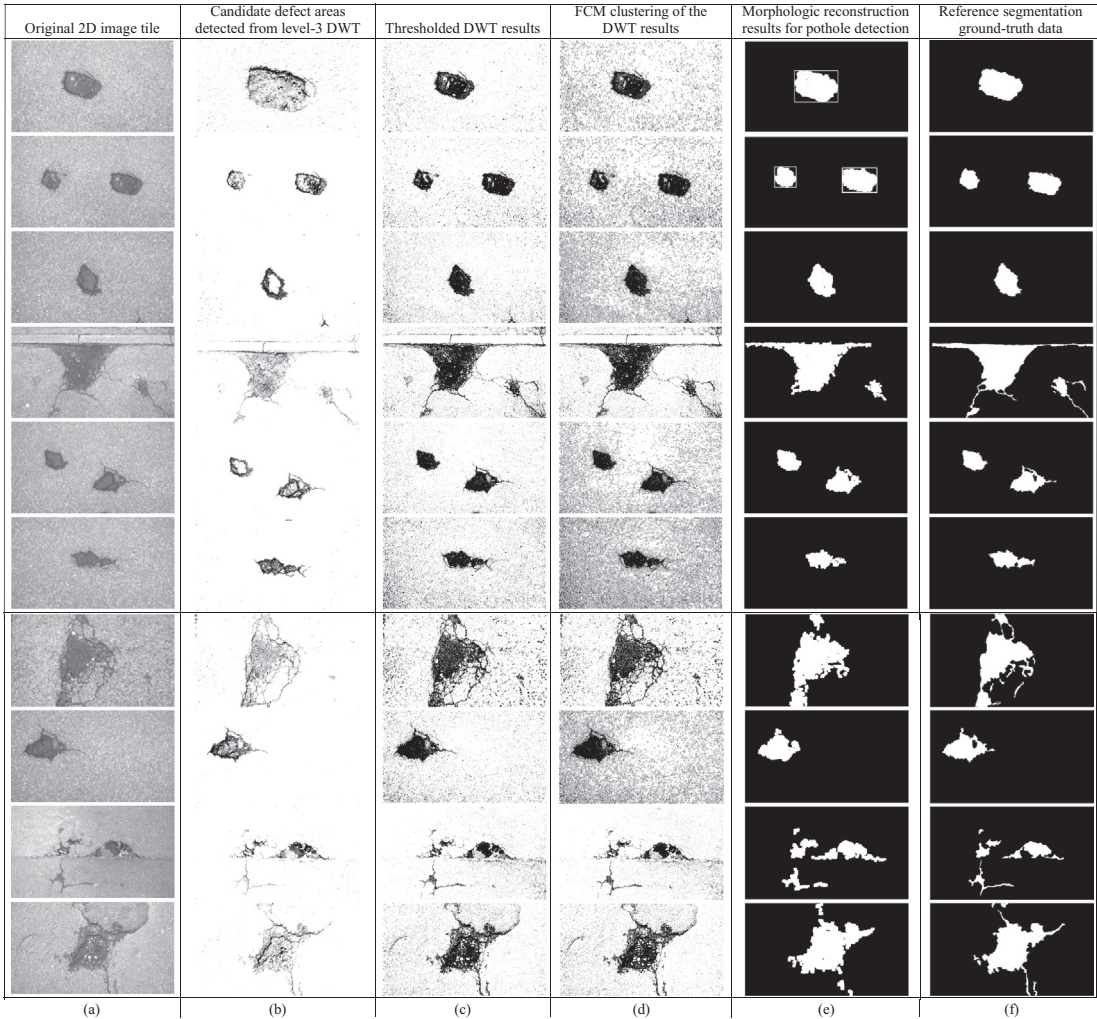 Original 2D image tile
Candidate defect areas
detected from level-3 DWT
Thresholded DWT results
FCM clustering of the
DWT results
Morphologic reconstruction
results for pothole detection
Reference segmentation
ground-truth data
(a)
(b)
(c)
(d)
(e)
(f)